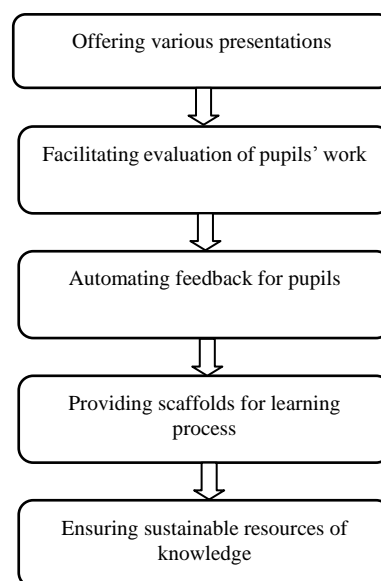 Offering various presentations
Facilitating evaluation of pupils’ work
Automating feedback for pupils
Providing scaffolds for learning
process
Ensuring sustainable resources of
knowledge